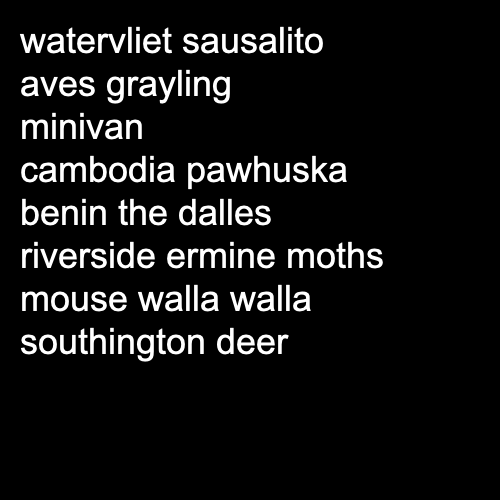 watervliet sausalito
aves grayling
minivan
cambodia pawhuska
benin the dalles
riverside ermine moths
mouse walla walla
southington deer